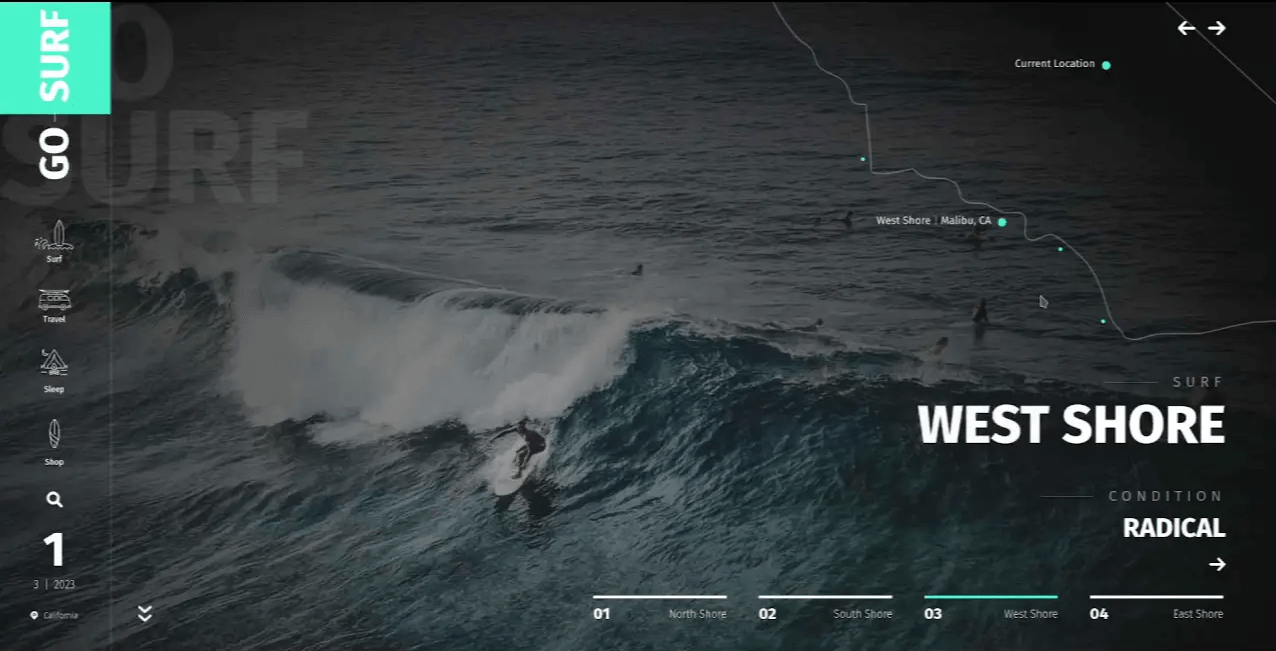 GO SURF
GO
SURF
Surf
Travel
Sleep
Shop
1
3 | 2023
California
Current Location
West Shore | Malibu, CA
SURF
WEST SHORE
CONDITION
RADICAL
01 North Shore
02 South Shore
03 West Shore
04 East Shore